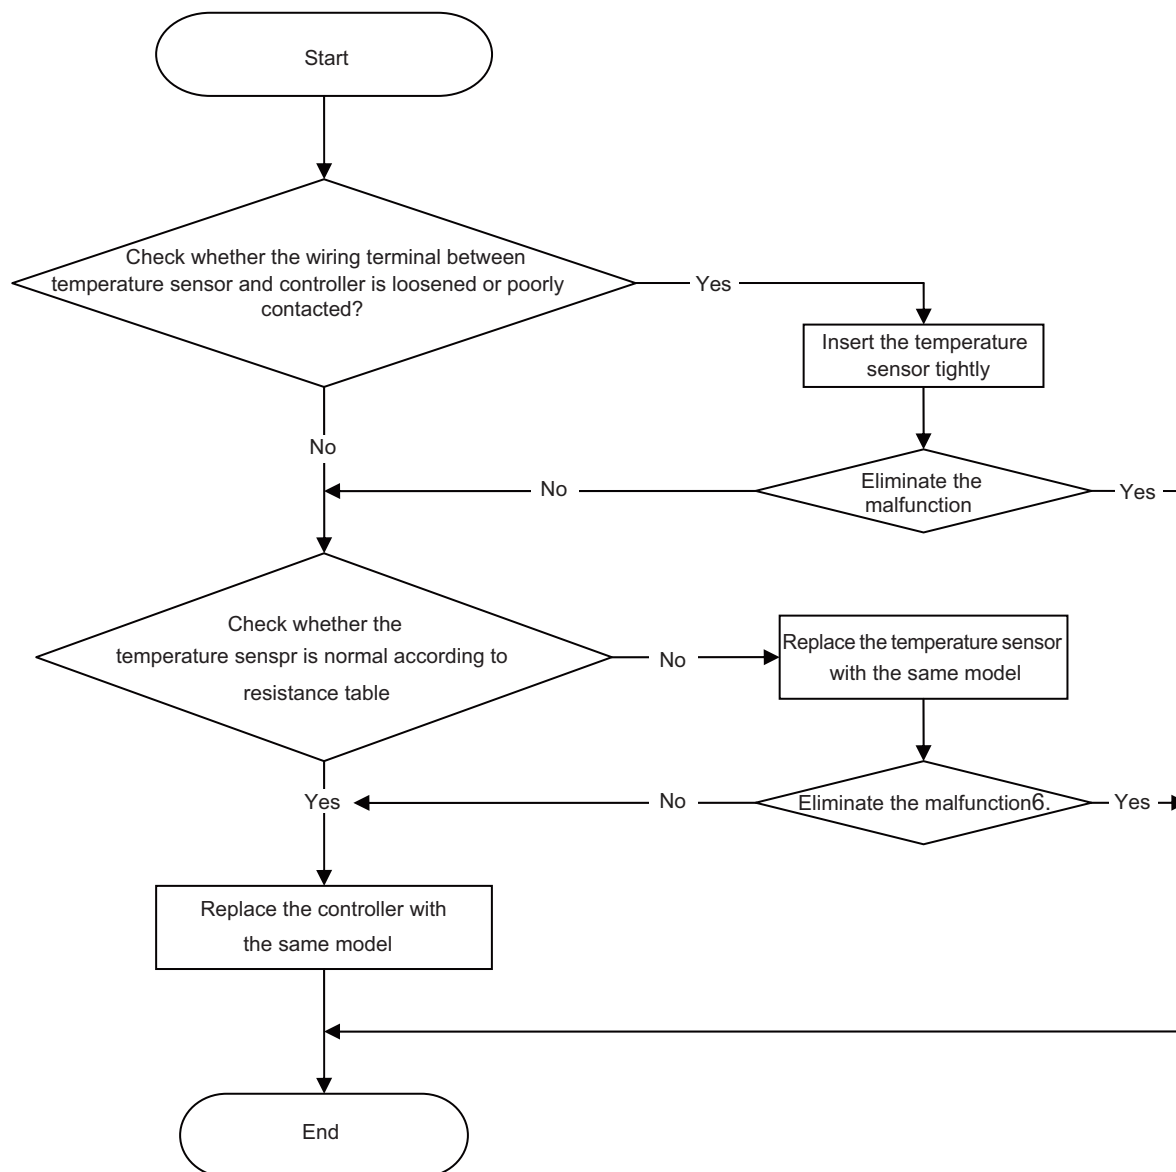 Start
Check whether the wiring terminal between
temperature sensor and controller is loosened or poorly
contacted?
Yes
Insert the temperature
sensor tightly
No
Eliminate the
malfunction
No
Yes
Check whether the
temperature senspr is normal according to
resistance table
No
Replace the temperature sensor
with the same model
Yes
No
Eliminate the malfunction6.
Yes
Replace the controller with
the same model
End